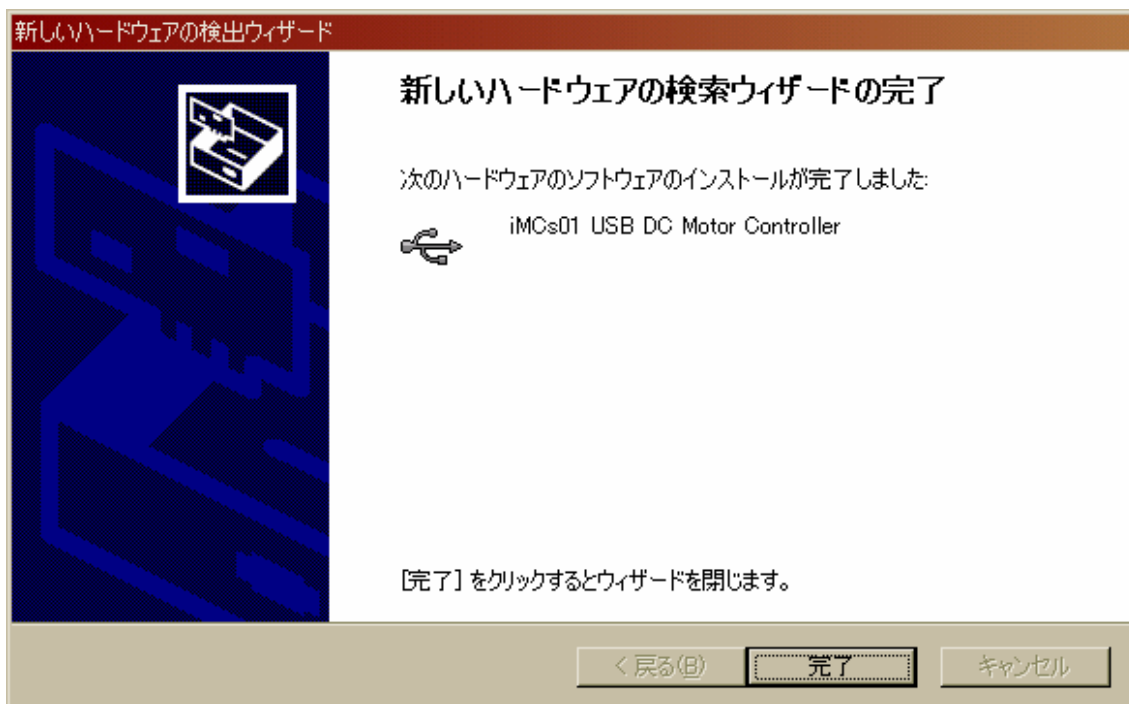 新しいハードウェアの検出ウィザード
新しいハードウェアの検索ウィザードの完了
次のハードウェアのソフトウェアのインストールが完了しました:
iMCs01 USB DC Motor Controller
[完了] をクリックするとウィザードを閉じます。
< 戻る(B) 完了 キャンセル